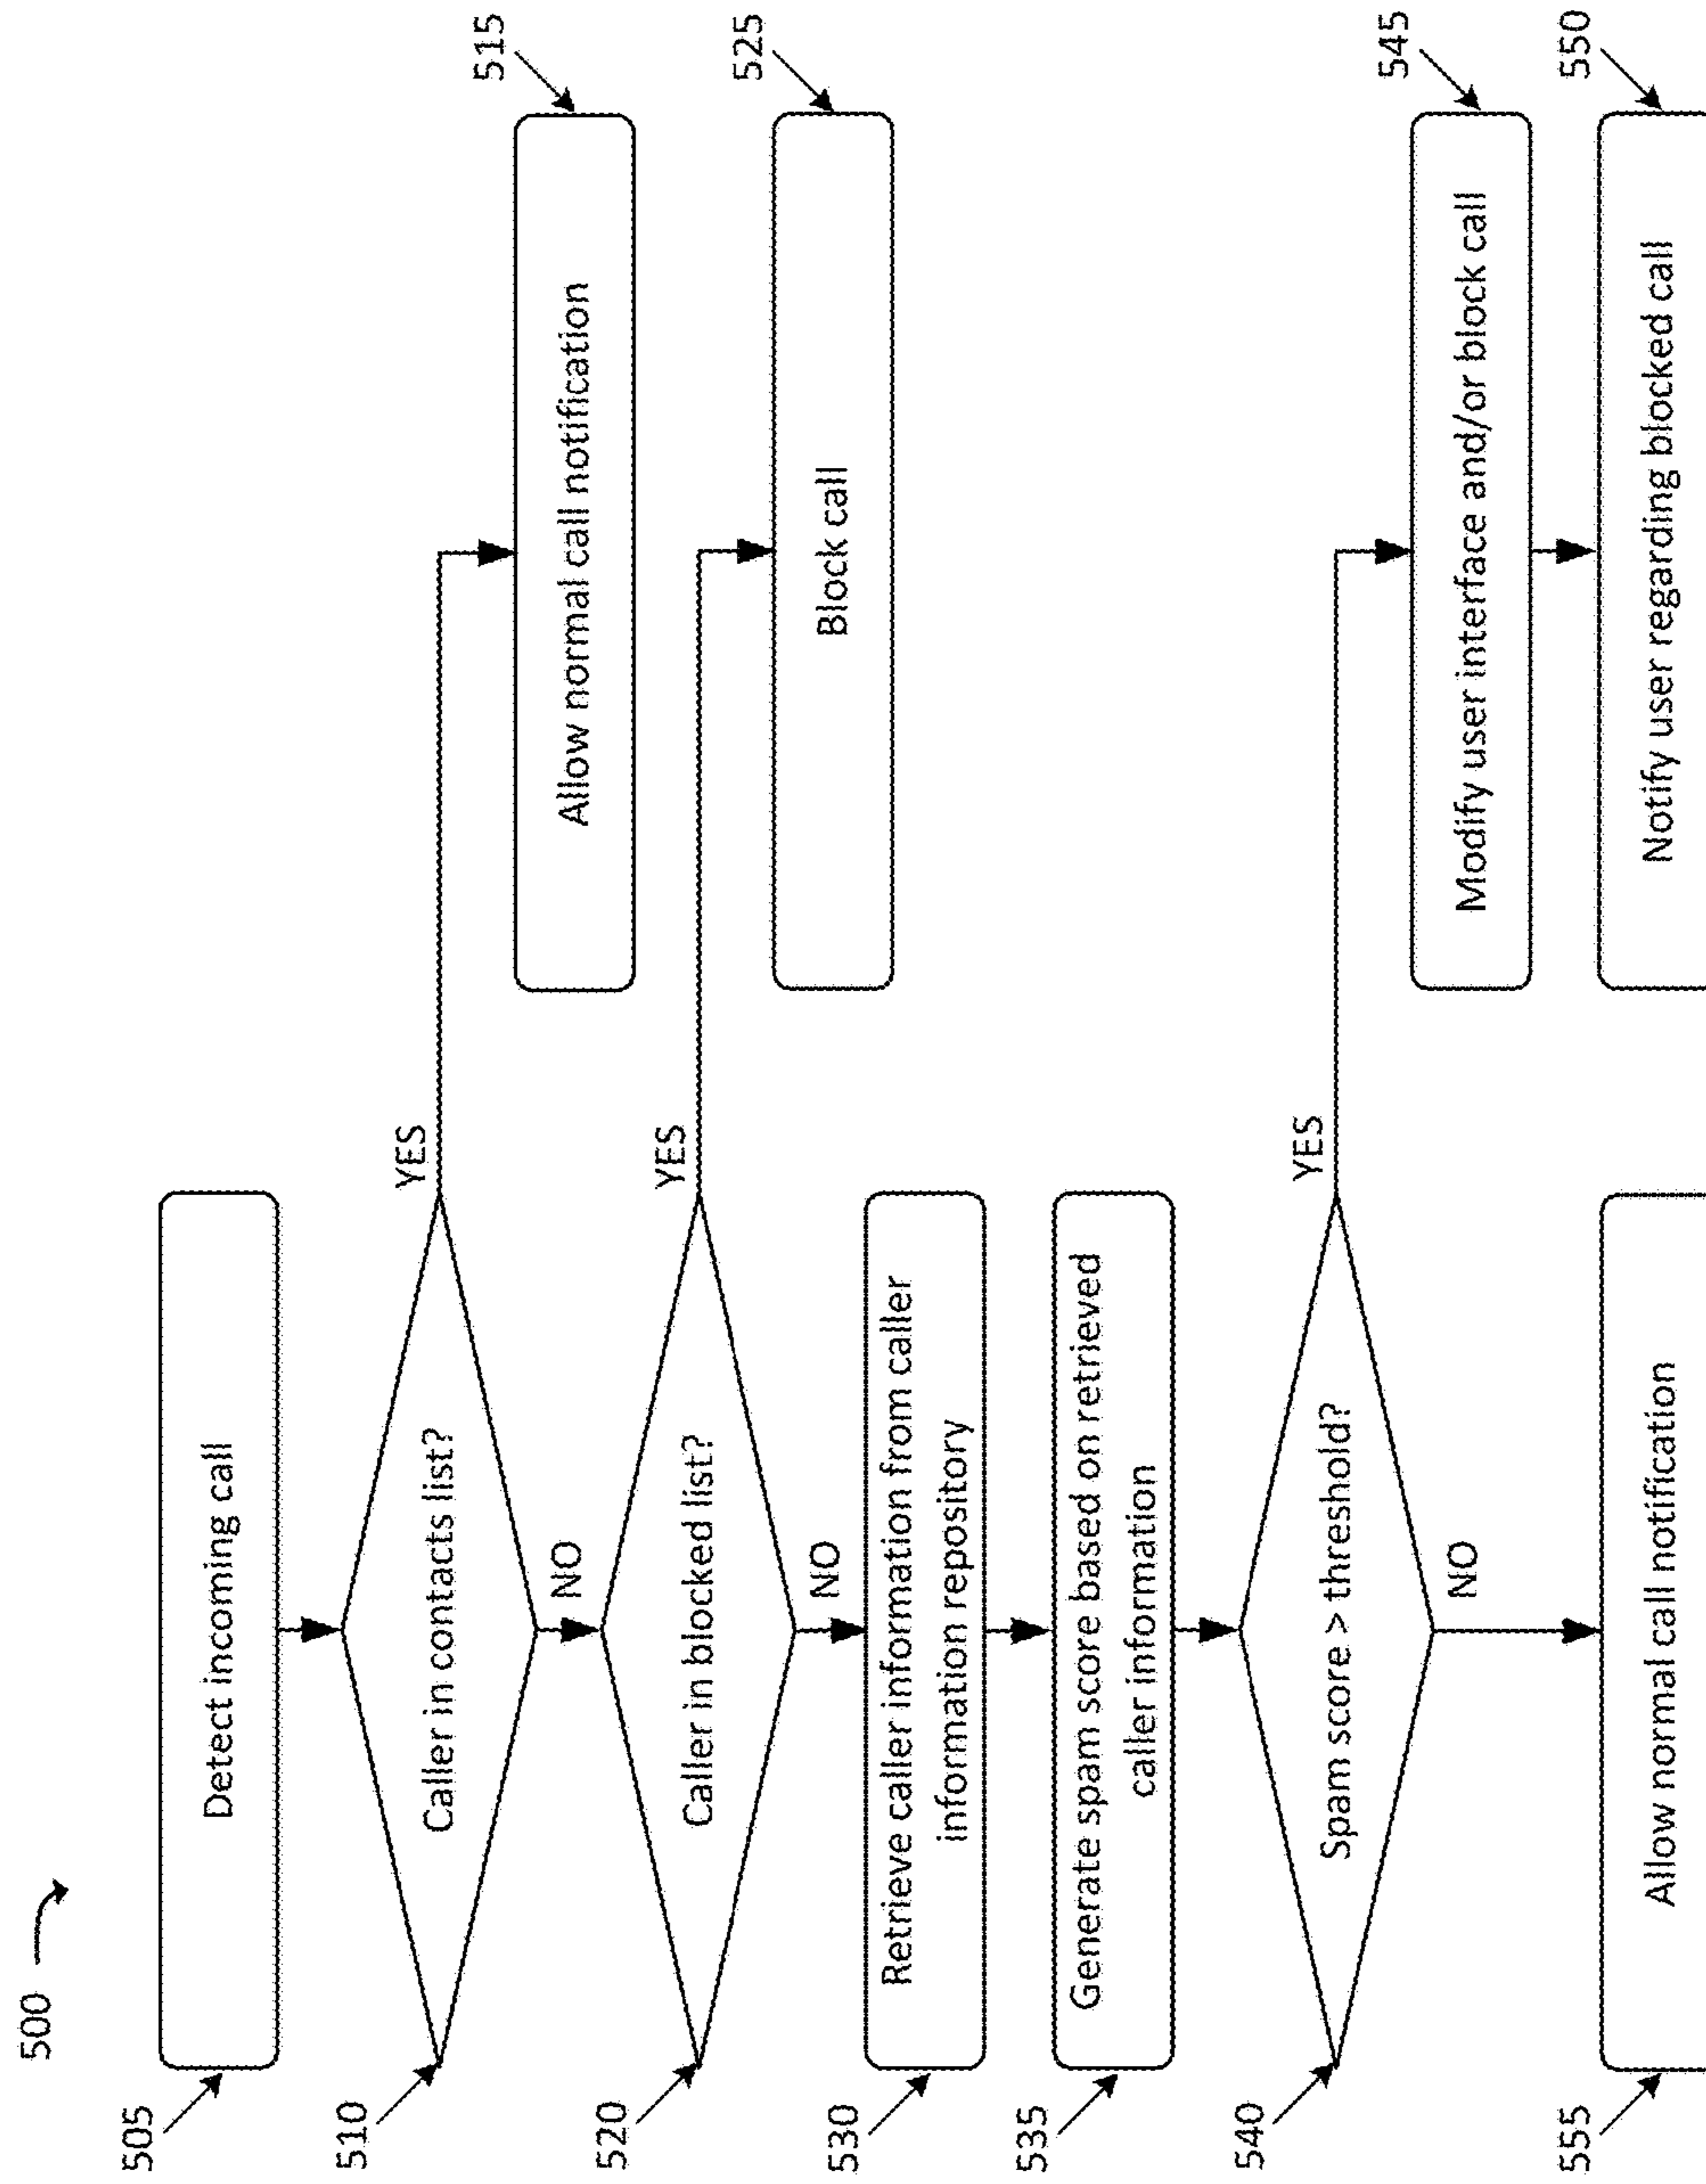 500
505
Detect incoming call
510
Caller in contacts list?
YES
515
Allow normal call notification
NO
520
Caller in blocked list?
YES
525
Block call
NO
530
Retrieve caller information from caller
information repository
535
Generate spam score based on retrieved
caller information
540
Spam score > threshold?
YES
545
Modify user interface and/or block call
NO
550
Notify user regarding blocked call
555
Allow normal call notification